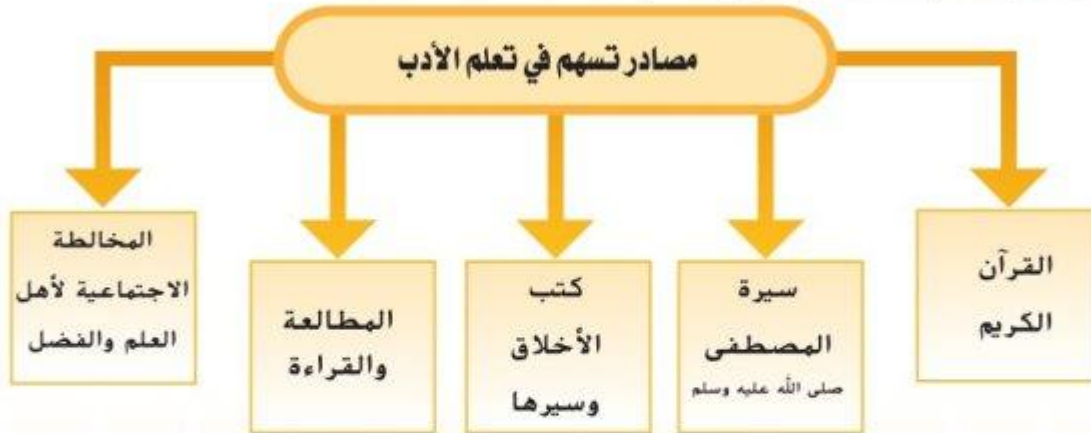 مصادر تسهم في تعلم الأدب
القرآن
الكريم
سيرة
المصطفى
صلى الله عليه وسلم
كتب
الأخلاق
وسيرها
المطالعة
والقراءة
المخالطة
الاجتماعية لأهل
العلم والفضل